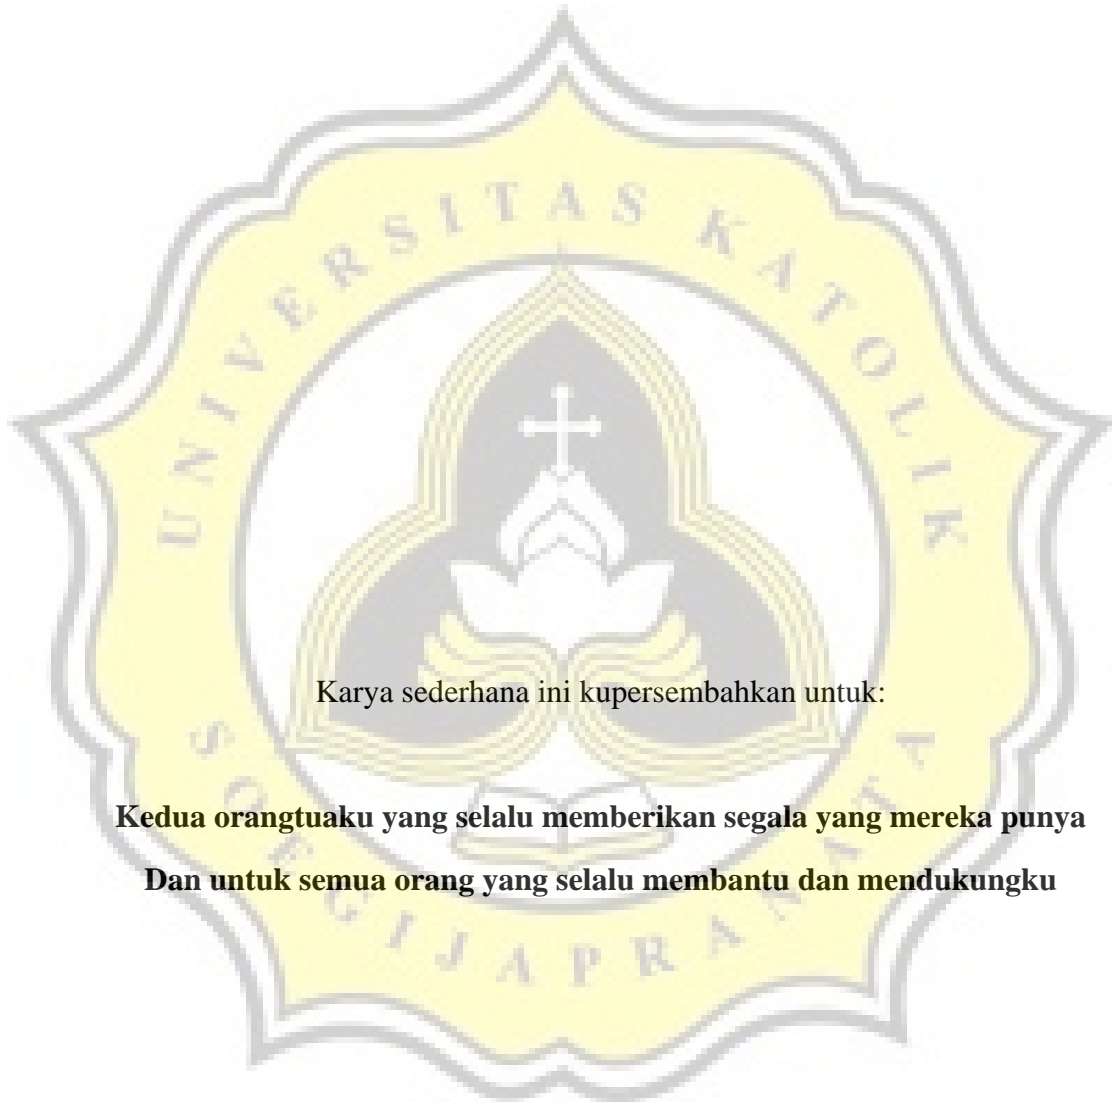 UNIVERSITAS KATOLIK
SOEGIJAPRANATA
Karya sederhana ini kupersembahkan untuk:
Kedua orangtuaku yang selalu memberikan segala yang mereka punya
Dan untuk semua orang yang selalu membantu dan mendukungku